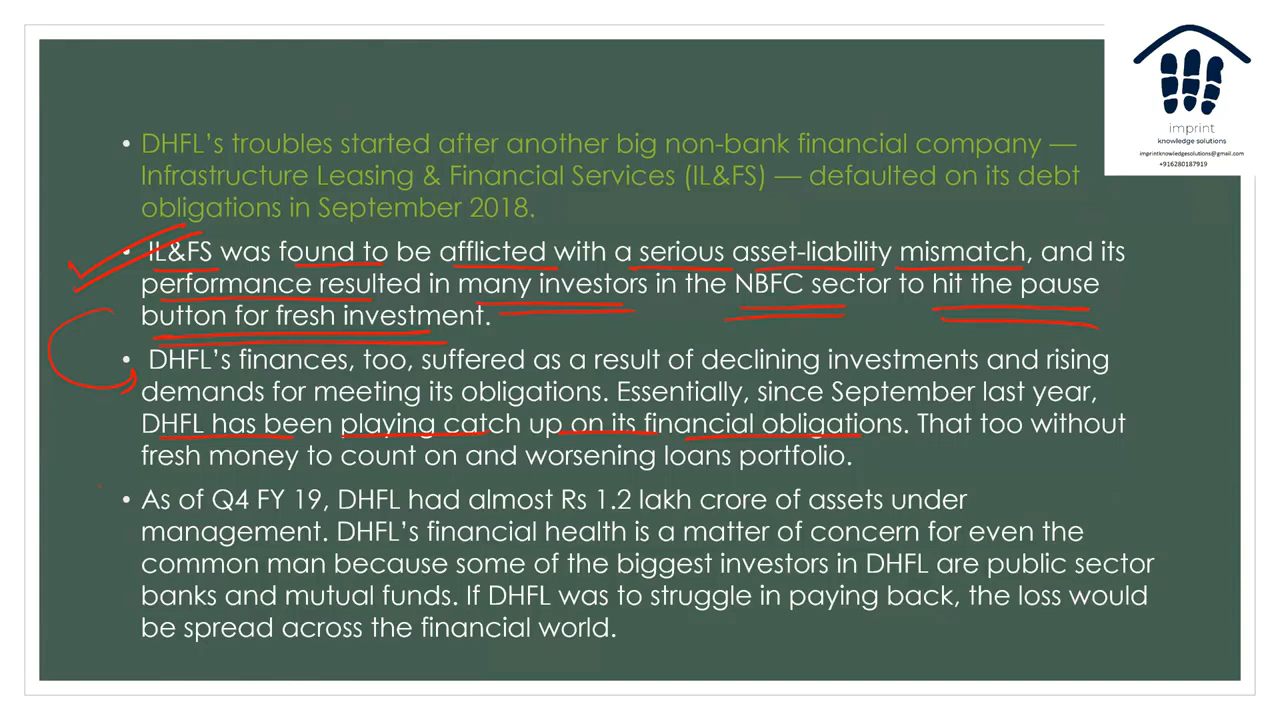 imprint
knowledge solutions
imprintknowledgesolutions@gmail.com
+916280187919
• DHFL's troubles started after another big non-bank financial company —
Infrastructure Leasing & Financial Services (IL&FS) — defaulted on its debt
obligations in September 2018.
• IL&FS was found to be afflicted with a serious asset-liability mismatch, and its
performance resulted in many investors in the NBFC sector to hit the pause
button for fresh investment.
• DHFL's finances, too, suffered as a result of declining investments and rising
demands for meeting its obligations. Essentially, since September last year,
DHFL has been playing catch up on its financial obligations. That too without
fresh money to count on and worsening loans portfolio.
• As of Q4 FY 19, DHFL had almost Rs 1.2 lakh crore of assets under
management. DHFL's financial health is a matter of concern for even the
common man because some of the biggest investors in DHFL are public sector
banks and mutual funds. If DHFL was to struggle in paying back, the loss would
be spread across the financial world.